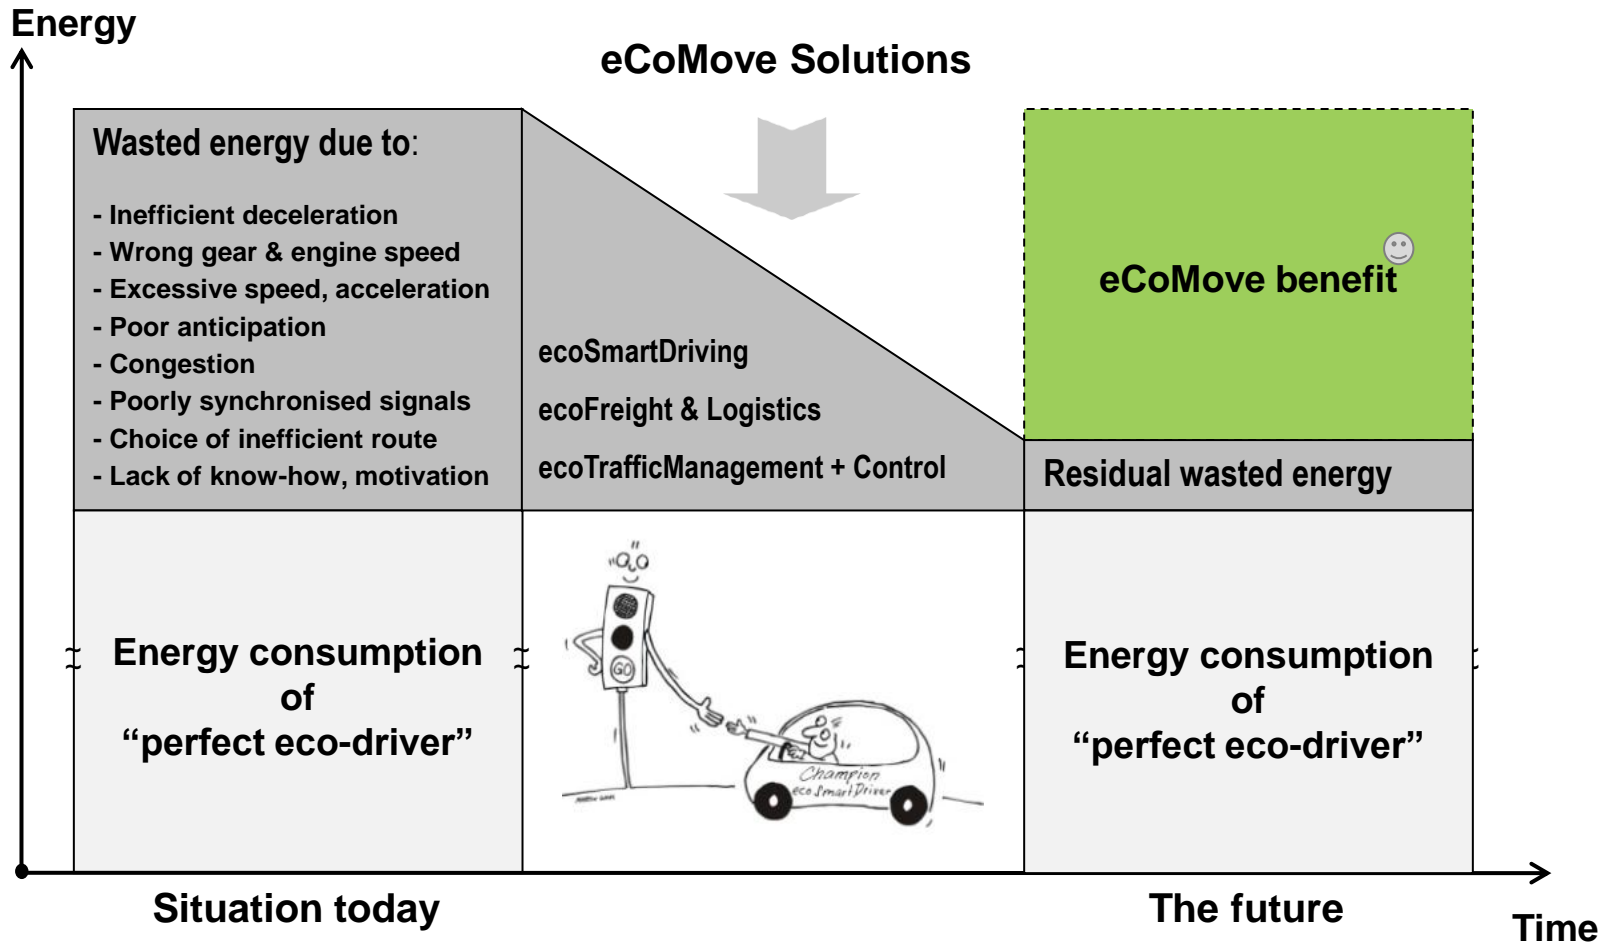 Energy
eCoMove Solutions
Wasted energy due to:
- Inefficient deceleration
- Wrong gear & engine speed
- Excessive speed, acceleration
- Poor anticipation
- Congestion
- Poorly synchronised signals
- Choice of inefficient route
- Lack of know-how, motivation
ecoSmartDriving
ecoFreight & Logistics
ecoTrafficManagement + Control
eCoMove benefit
Residual wasted energy
Energy consumption
of
“perfect eco-driver”
GO
Champion
ecoSmartDriver
Energy consumption
of
“perfect eco-driver”
Situation today
The future
Time